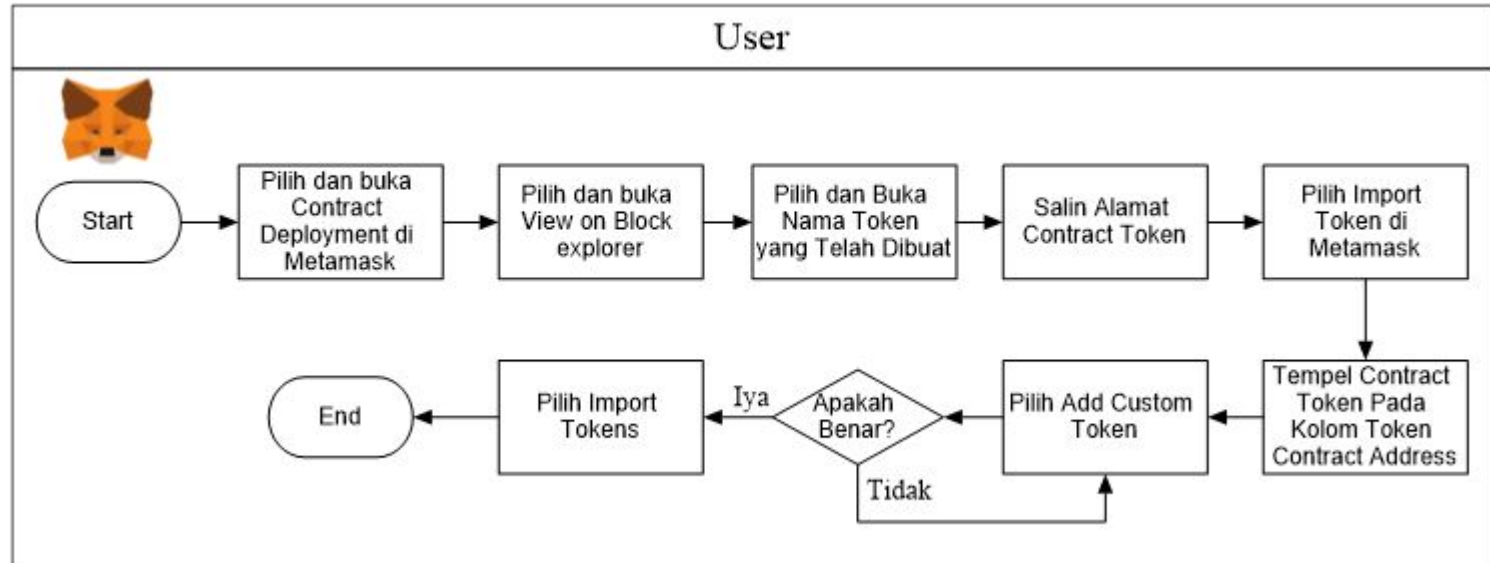 User
Start
Pilih dan buka
Contract
Deployment di
Metamask
Pilih dan buka
View on Block
explorer
Pilih dan Buka
Nama Token
yang Telah Dibuat
Salin Alamat
Contract Token
Pilih Import
Token di
Metamask
Tempel Contract
Token Pada
Kolom Token
Contract Address
Pilih Add Custom
Token
Apakah
Benar?
Tidak
Iya
Pilih Import
Tokens
End